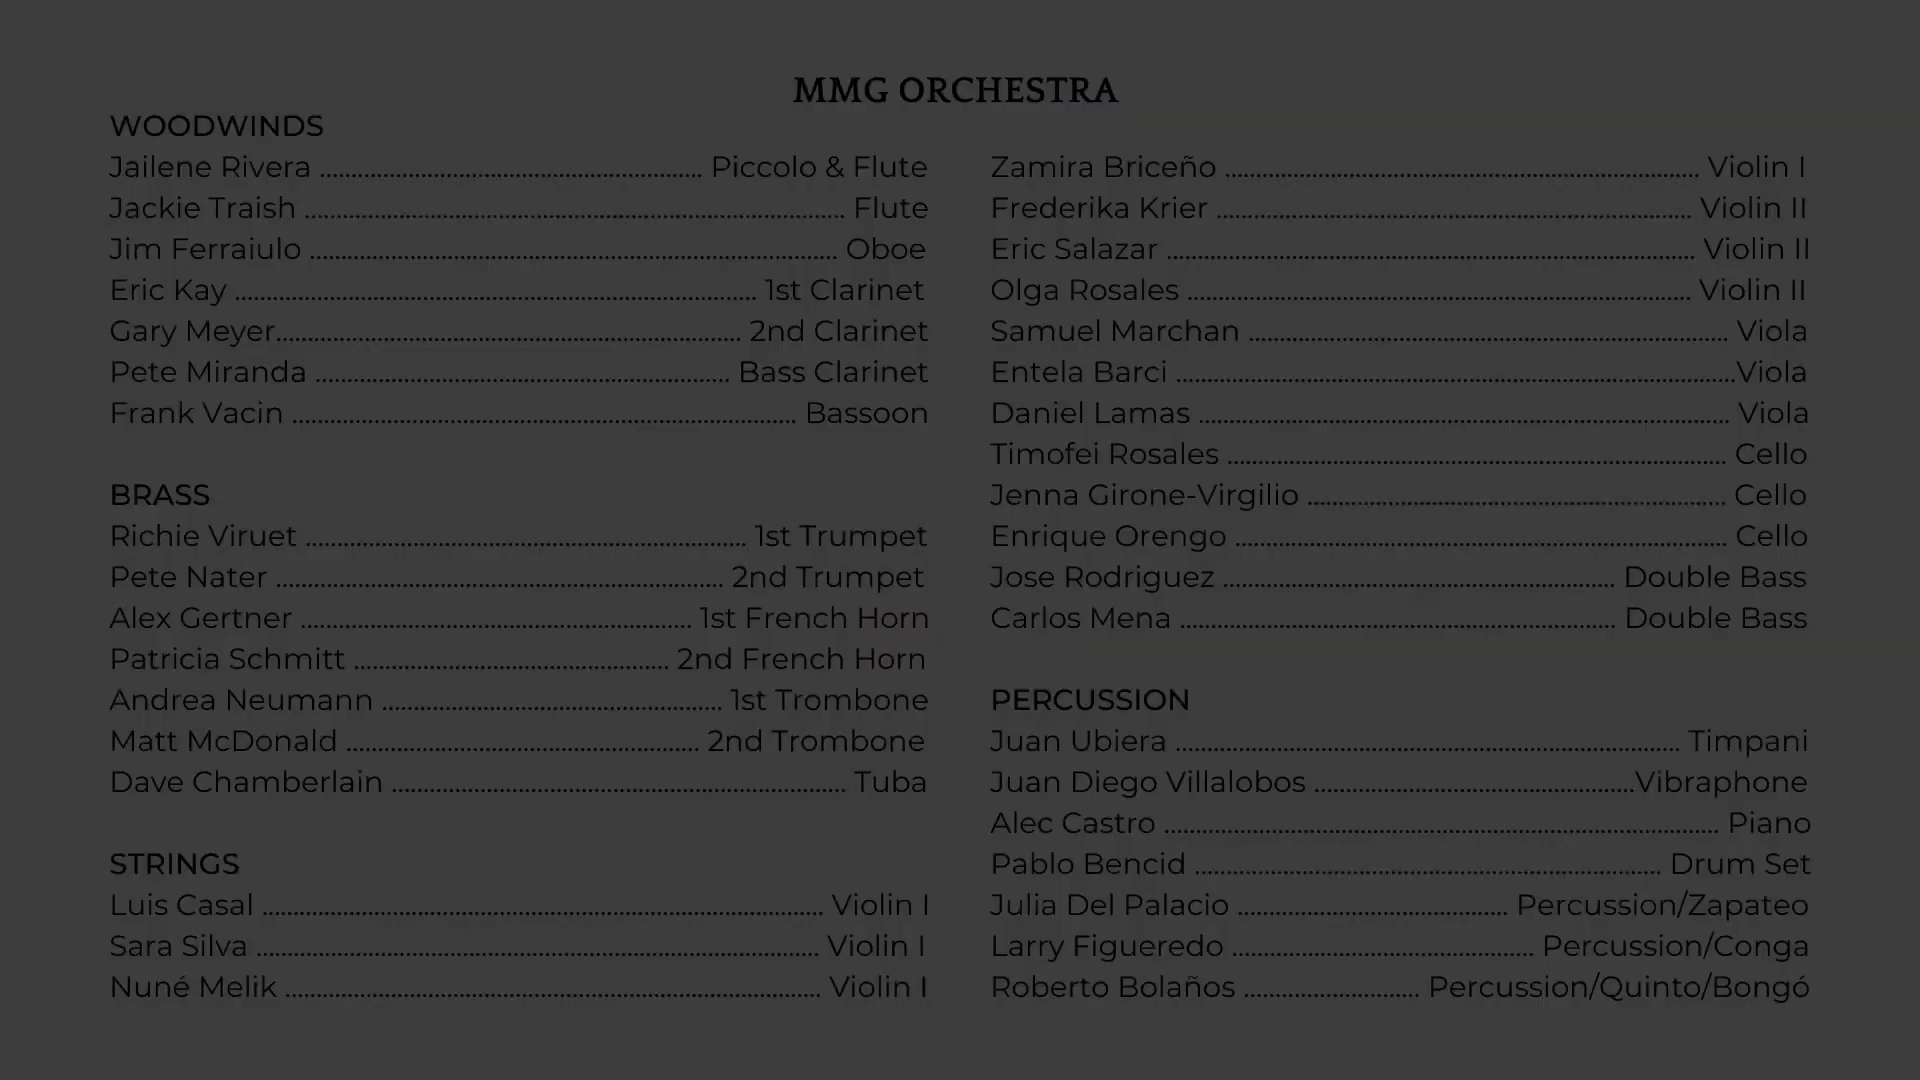 MMG ORCHESTRA
WOODWINDS
Jailene Rivera ........................................................ Piccolo & Flute
Jackie Traish ........................................................ Flute
Jim Ferraiulo ........................................................ Oboe
Eric Kay ........................................................ 1st Clarinet
Gary Meyer........................................................ 2nd Clarinet
Pete Miranda ........................................................ Bass Clarinet
Frank Vacin ........................................................ Bassoon
BRASS
Richie Viruet ........................................................ 1st Trumpet
Pete Nater ........................................................ 2nd Trumpet
Alex Gertner ........................................................ 1st French Horn
Patricia Schmitt ........................................................ 2nd French Horn
Andrea Neumann ........................................................ 1st Trombone
Matt McDonald ........................................................ 2nd Trombone
Dave Chamberlain ........................................................ Tuba
STRINGS
Luis Casal ........................................................ Violin I
Sara Silva ........................................................ Violin I
Nuné Melik ........................................................ Violin I
Zamira Briceño ........................................................ Violin I
Frederika Krier ........................................................ Violin II
Eric Salazar ........................................................ Violin II
Olga Rosales ........................................................ Violin II
Samuel Marchan ........................................................ Viola
Entela Barci ........................................................Viola
Daniel Lamas ........................................................ Viola
Timofei Rosales ........................................................ Cello
Jenna Girone-Virgilio ........................................................ Cello
Enrique Orengo ........................................................ Cello
Jose Rodriguez ........................................................ Double Bass
Carlos Mena ........................................................ Double Bass
PERCUSSION
Juan Ubiera ........................................................ Timpani
Juan Diego Villalobos ........................................................Vibraphone
Alec Castro ........................................................ Piano
Pablo Bencid ........................................................ Drum Set
Julia Del Palacio ........................................................ Percussion/Zapateo
Larry Figueredo ........................................................ Percussion/Conga
Roberto Bolaños ........................................................ Percussion/Quinto/Bongó